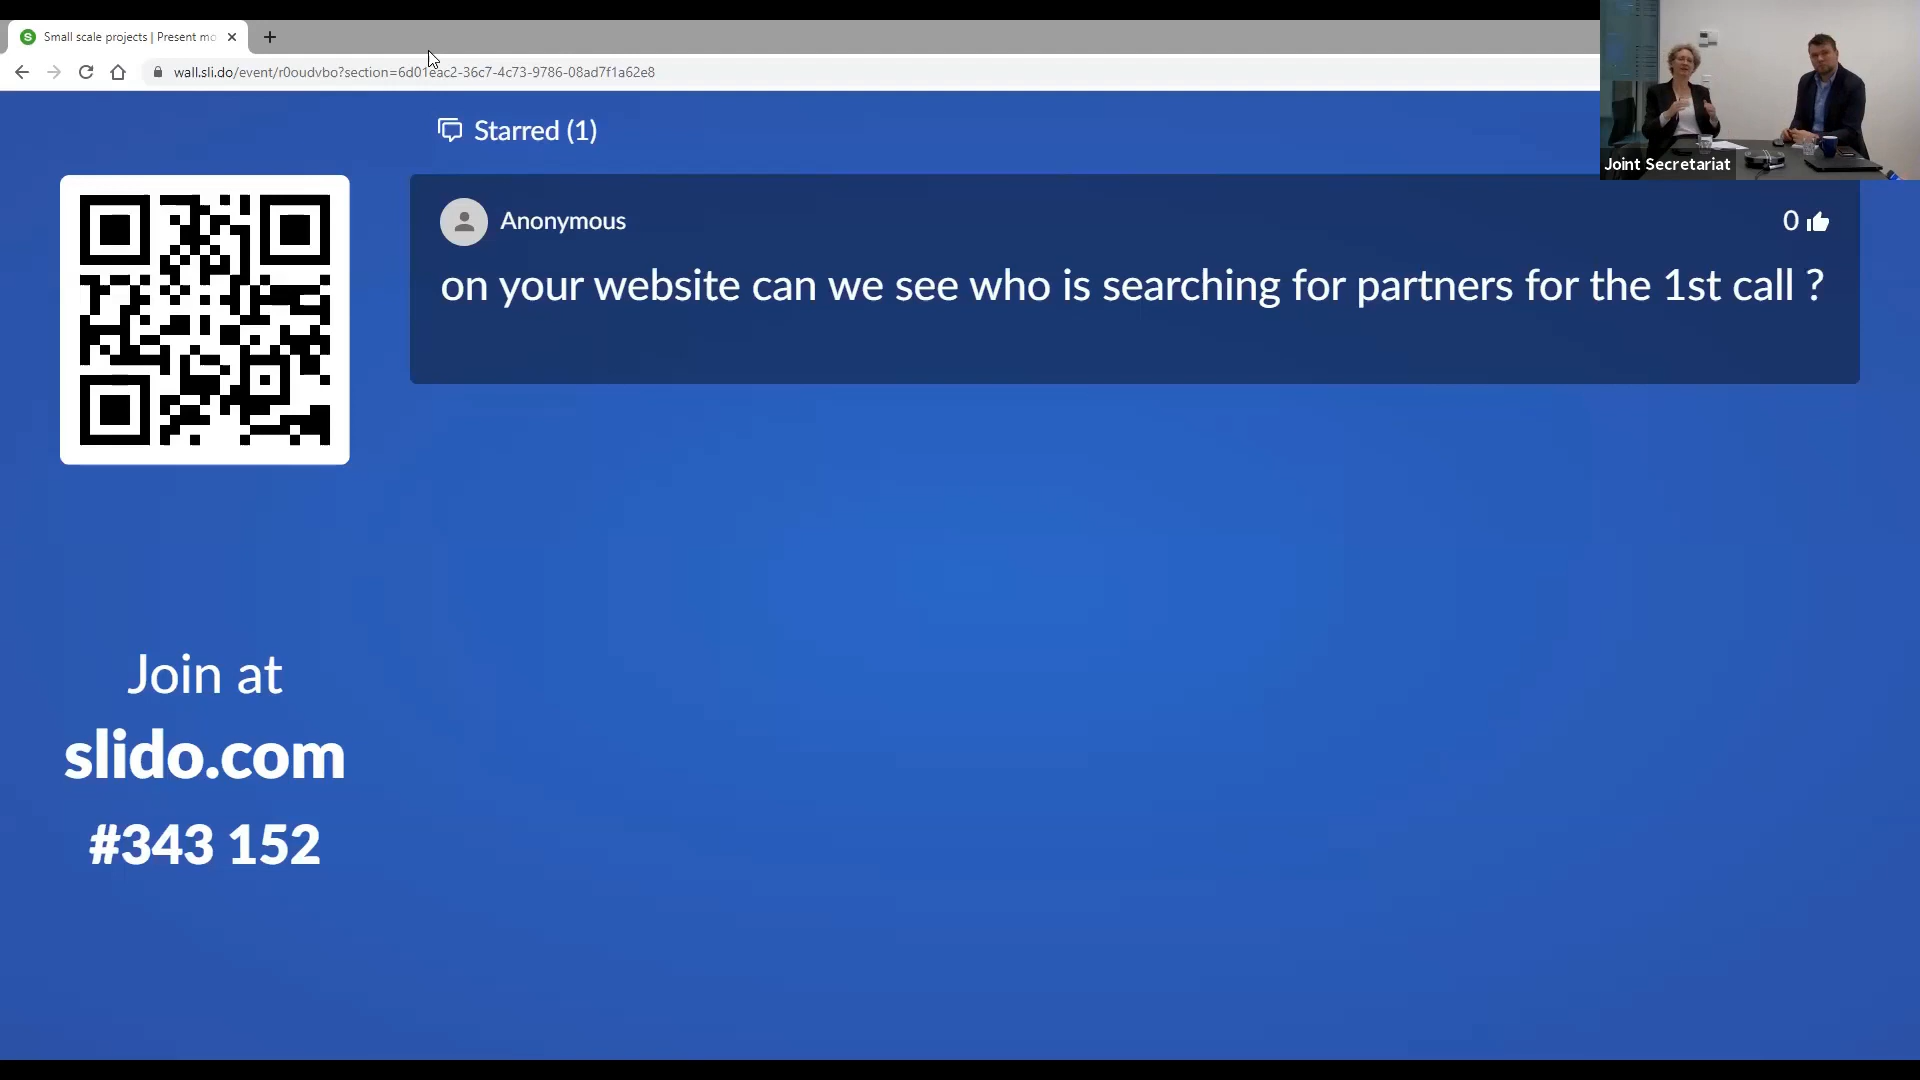 Small scale projects | Present mo
wall.sli.do/event/r0oudvbo?section=6d01eac2-36c7-4c73-9786-08ad7f1a62e8
Joint Secretariat
Starred (1)
Anonymous
0
on your website can we see who is searching for partners for the 1st call ?
Join at
slido.com
#343 152